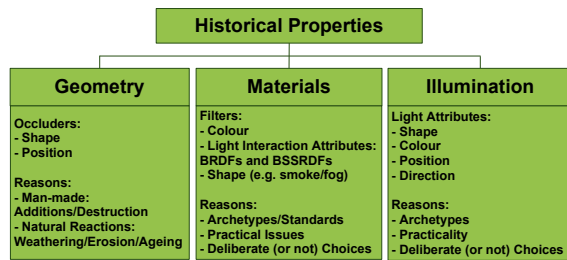 Historical Properties
Geometry
Occluders:
- Shape
- Position
Reasons:
- Man-made:
Additions/Destruction
- Natural Reactions:
Weathering/Erosion/Ageing
Materials
Filters:
- Colour
- Light Interaction Attributes:
BRDFs and BSSRDFs
- Shape (e.g. smoke/fog)
Reasons:
- Archetypes/Standards
- Practical Issues
- Deliberate (or not) Choices
Illumination
Light Attributes:
- Shape
- Colour
- Position
- Direction
Reasons:
- Archetypes
- Practicality
- Deliberate (or not) Choices